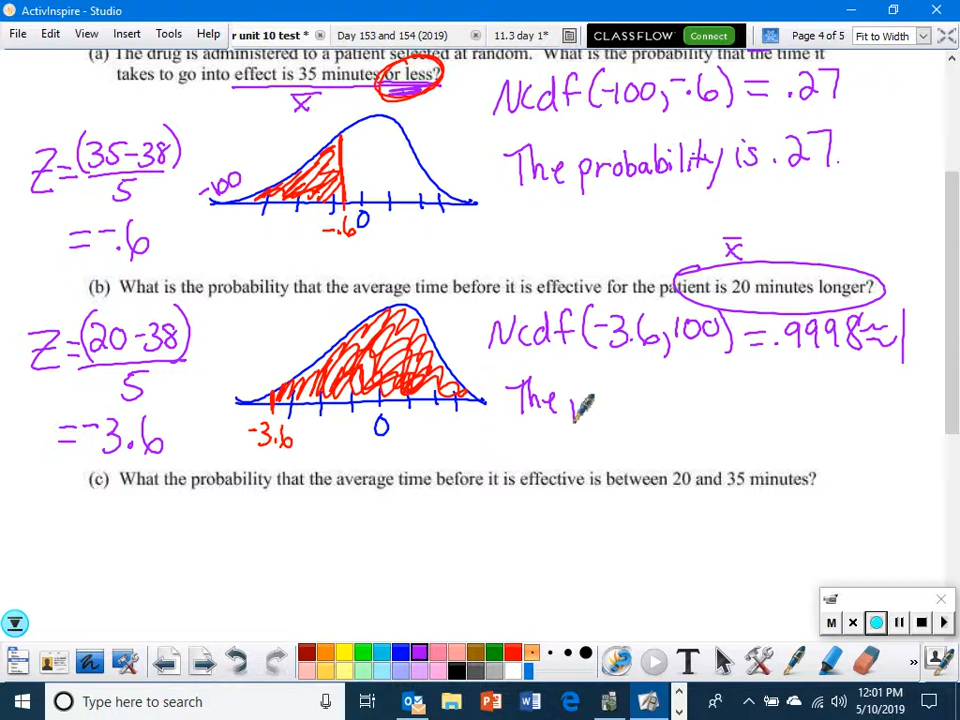 ActivInspire - Studio
File Edit View Insert Tools Help
r unit 10 test * Day 153 and 154 (2019) 11.3 day 1* CLASSFLOW Connect Page 4 of 5 Fit to Width
(a) The drug is administered to a patient selected at random. What is the probability that the time it
takes to go into effect is 35 minutes or less?
x̄
Ncdf(-100, -.6) = .27
The probability is .27.
Z = (35-38)
5
= -.6
-100
-.6 0
x̄
(b) What is the probability that the average time before it is effective for the patient is 20 minutes longer?
Ncdf(-3.6, 100) = .9998≈1
Z = (20-38)
5
= -3.6
-3.6 0
The
(c) What the probability that the average time before it is effective is between 20 and 35 minutes?
M
T
Type here to search
12:01 PM
5/10/2019